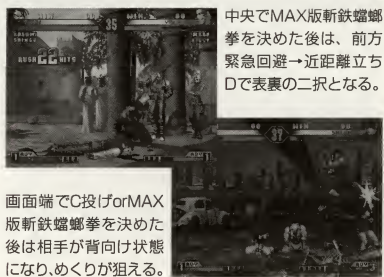 中央でMAX版斬鉄蟷螂
拳を決めた後は、前方
緊急回避→近距離立ち
Dで表裏の二択となる。
35
22 HITS
画面端でC投げorMAX
版斬鉄蟷螂拳を決めた
後は相手が背向け状態
になり､めくりが狙える。